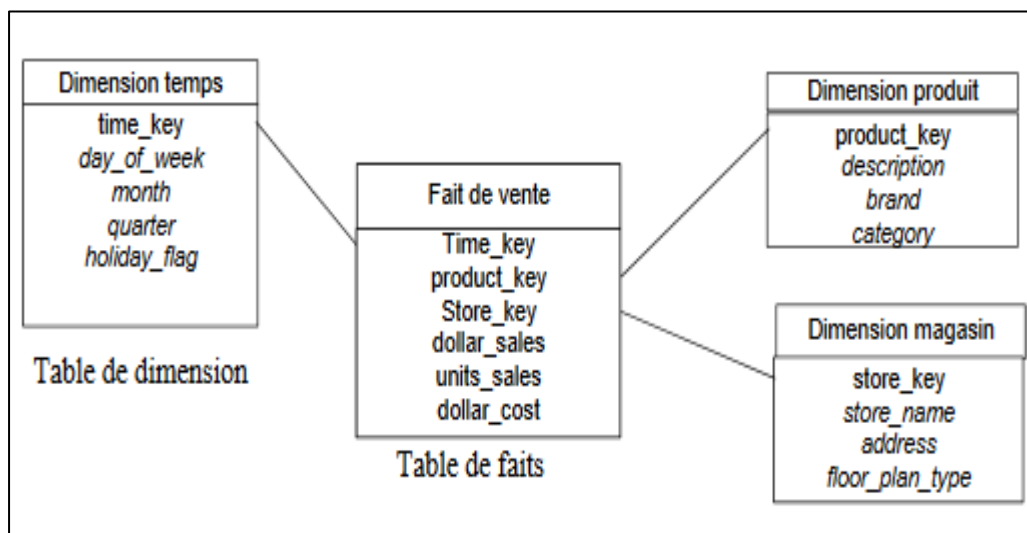 Dimension temps
time_key
day_of_week
month
quarter
holiday_flag
Table de dimension
Fait de vente
Time_key
product_key
Store_key
dollar_sales
units_sales
dollar_cost
Table de faits
Dimension produit
product_key
description
brand
category
Dimension magasin
store_key
store_name
address
floor_plan_type